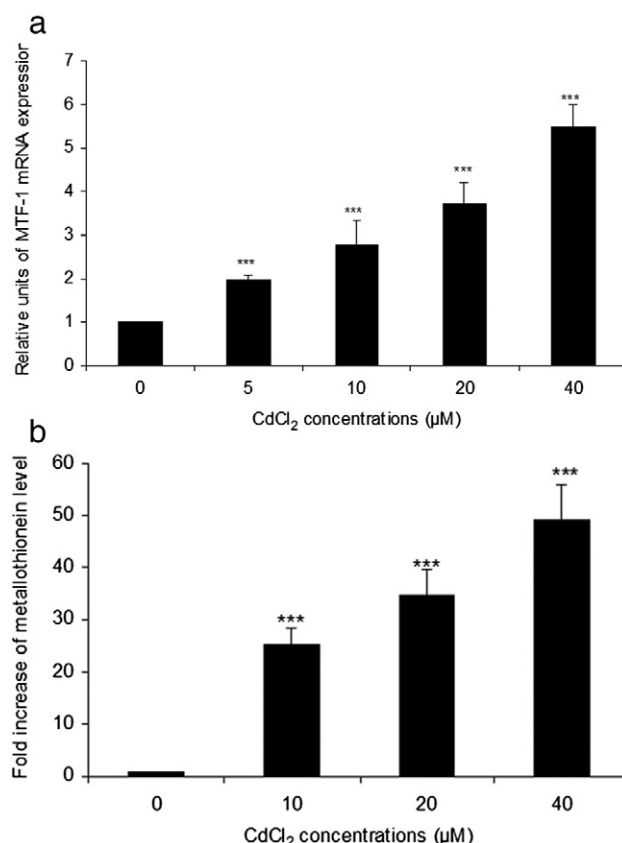 a
Relative units of MTF-1 mRNA expression
7
6
5
4
3
2
1
0
***
***
***
***
0 5 10 20 40
CdCl₂ concentrations (µM)
b
Fold increase of metallothionein level
60
50
40
30
20
10
0
***
***
***
0 10 20 40
CdCl₂ concentrations (µM)